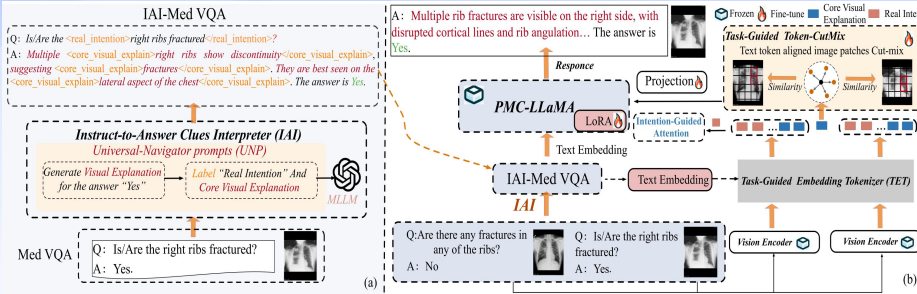 IAI-Med VQA
Q: Is/Are the <real_intention>right ribs fractured</real_intention>?
A: Multiple <core_visual_explain>right ribs show discontinuity</core_visual_explain>,
suggesting <core_visual_explain>fractures</core_visual_explain>. They are best seen on the
<core_visual_explain>lateral aspect of the chest</core_visual_explain>. The answer is Yes.
Instruct-to-Answer Clues Interpreter (IAI)
Universal-Navigator prompts (UNP)
Generate Visual Explanation
for the answer “Yes”
Label “Real Intention” And
Core Visual Explanation
MLLM
Med VQA
Q: Is/Are the right ribs fractured?
A: Yes.
(a)
A: Multiple rib fractures are visible on the right side, with
disrupted cortical lines and rib angulation… The answer is
Yes.
Responce
PMC-LLaMA
LoRA
Projection
Intention-Guided
Attention
Text Embedding
IAI-Med VQA
Text Embedding
IAI
Q:Are there any fractures in
any of the ribs?
A: No
Q: Is/Are the right ribs
fractured?
A: Yes.
Frozen
Fine-tune
Core Visual
Explanation
Real Inte
Task-Guided Token-CutMix
Text token aligned image patches Cut-mix
Similarity
Similarity
Task-Guided Embedding Tokenizer (TET)
Vision Encoder
Vision Encoder
(b)